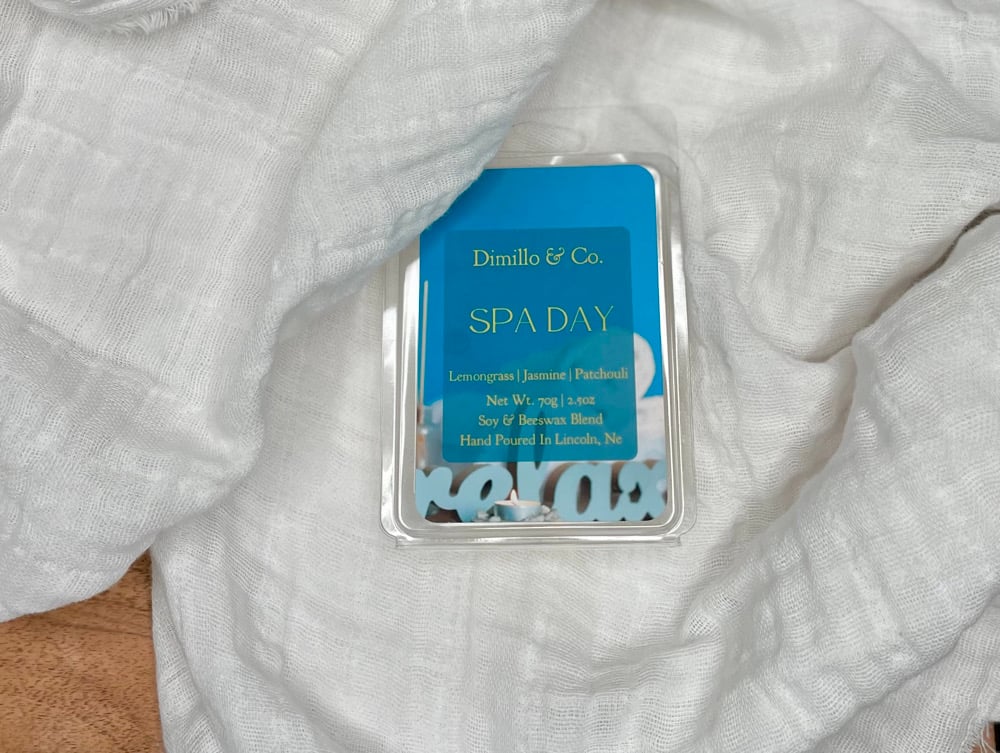 Dimillo & Co.
SPA DAY
Lemongrass | Jasmine | Patchouli
Net Wt. 70g | 2.5oz
Soy & Beeswax Blend
Hand Poured In Lincoln, Ne
relax